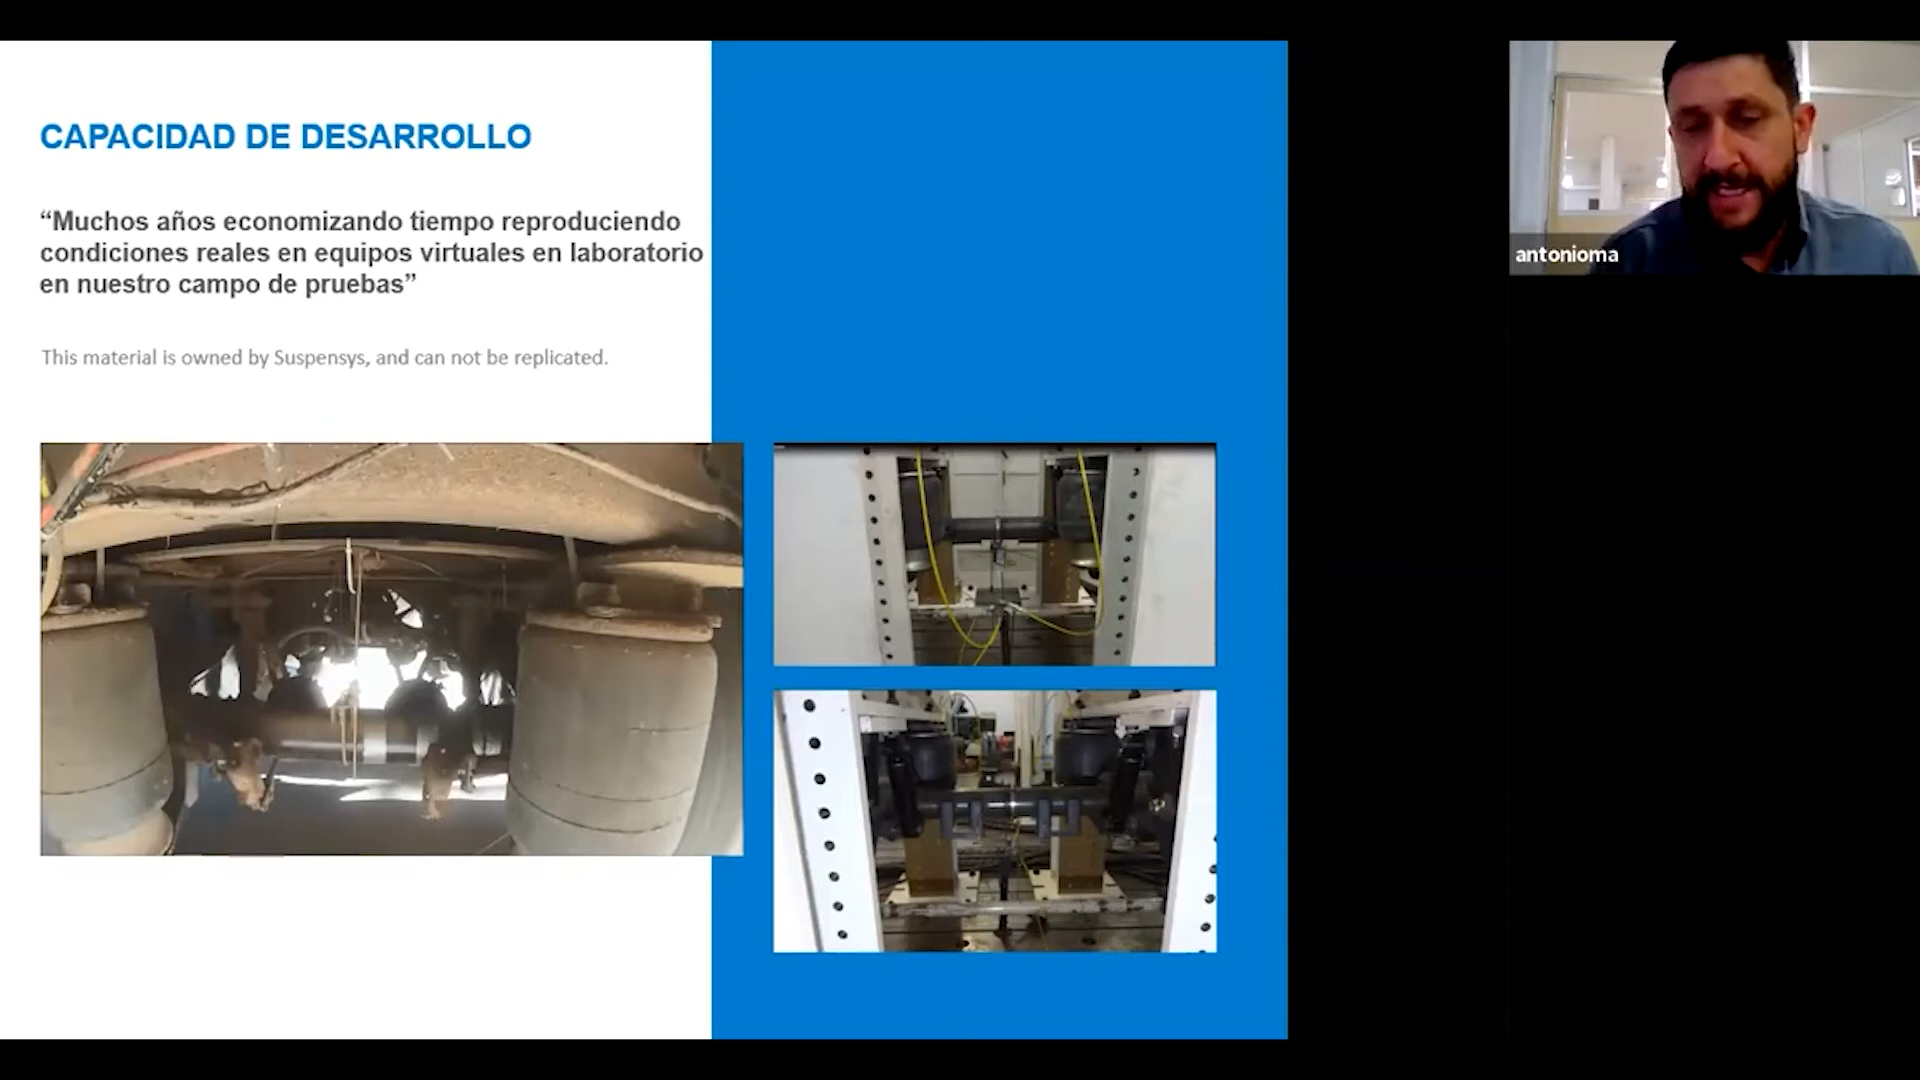 CAPACIDAD DE DESARROLLO
“Muchos años economizando tiempo reproduciendo
condiciones reales en equipos virtuales en laboratorio
en nuestro campo de pruebas”
This material is owned by Suspensys, and can not be replicated.
antonioma